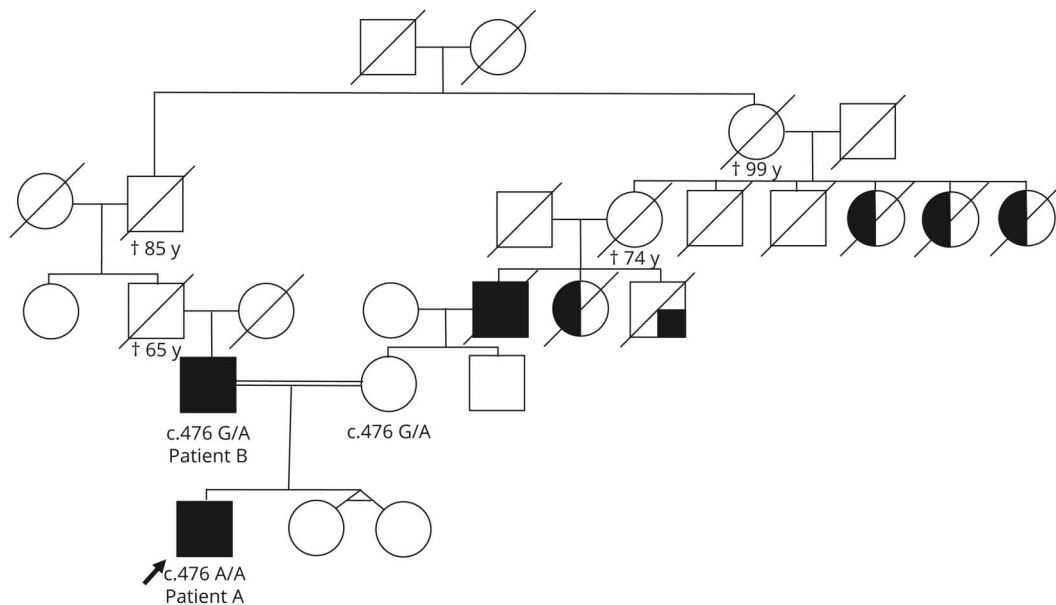 † 99 y
† 85 y
† 74 y
† 65 y
c.476 G/A
Patient B
c.476 G/A
c.476 A/A
Patient A